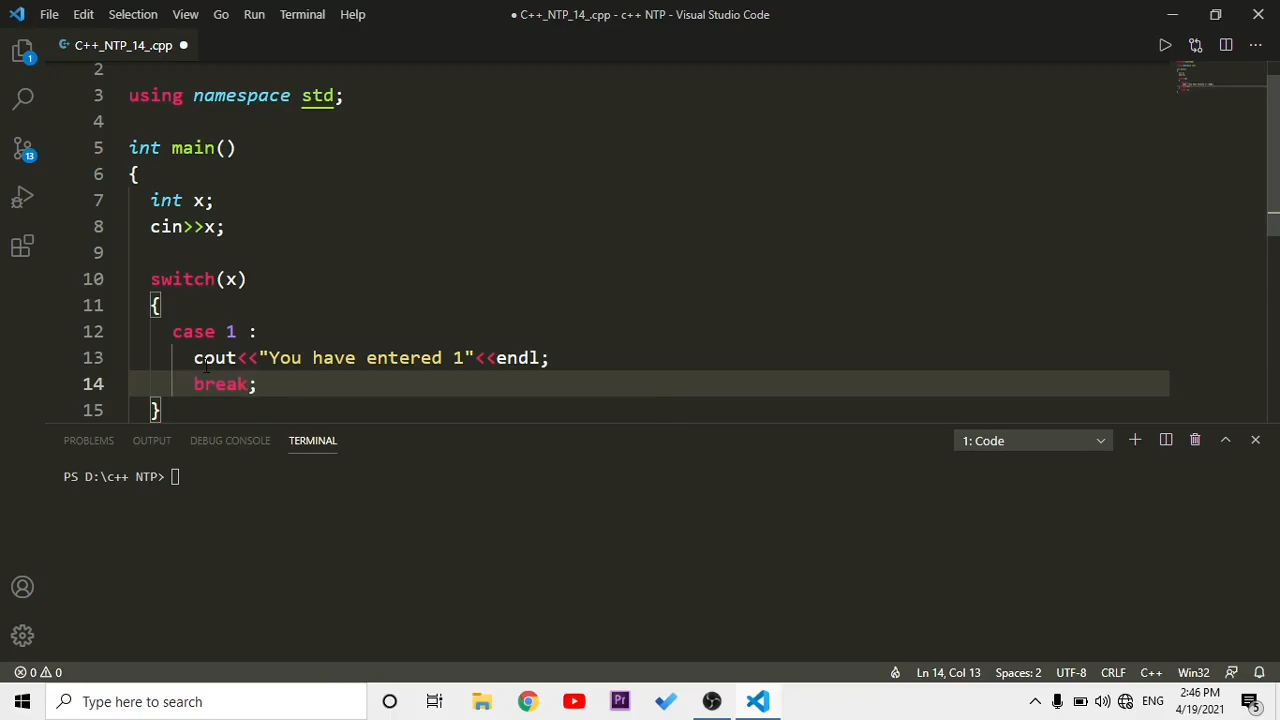 File Edit Selection View Go Run Terminal Help
● C++_NTP_14_.cpp - c++ NTP - Visual Studio Code
C++_NTP_14_.cpp ●
1
13
2
3 using namespace std;
4
5 int main()
6 {
7 int x;
8 cin>>x;
9
10 switch(x)
11 {
12 case 1 :
13 cout<<"You have entered 1"<<endl;
14 break;
15 }
PROBLEMS OUTPUT DEBUG CONSOLE TERMINAL
1: Code
PS D:\c++ NTP>
0 0
Ln 14, Col 13 Spaces: 2 UTF-8 CRLF C++ Win32
Type here to search
Pr
ENG
2:46 PM
4/19/2021
5